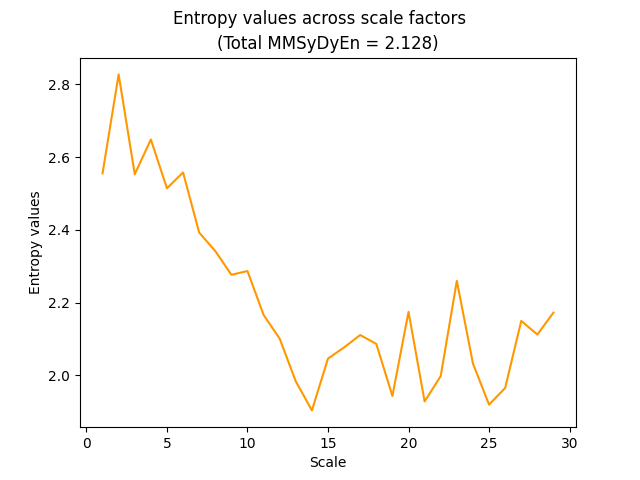 Entropy values across scale factors
(Total MMSyDyEn = 2.128)
2.8
2.6
2.4
2.2
2.0
Entropy values
0 5 10 15 20 25 30
Scale